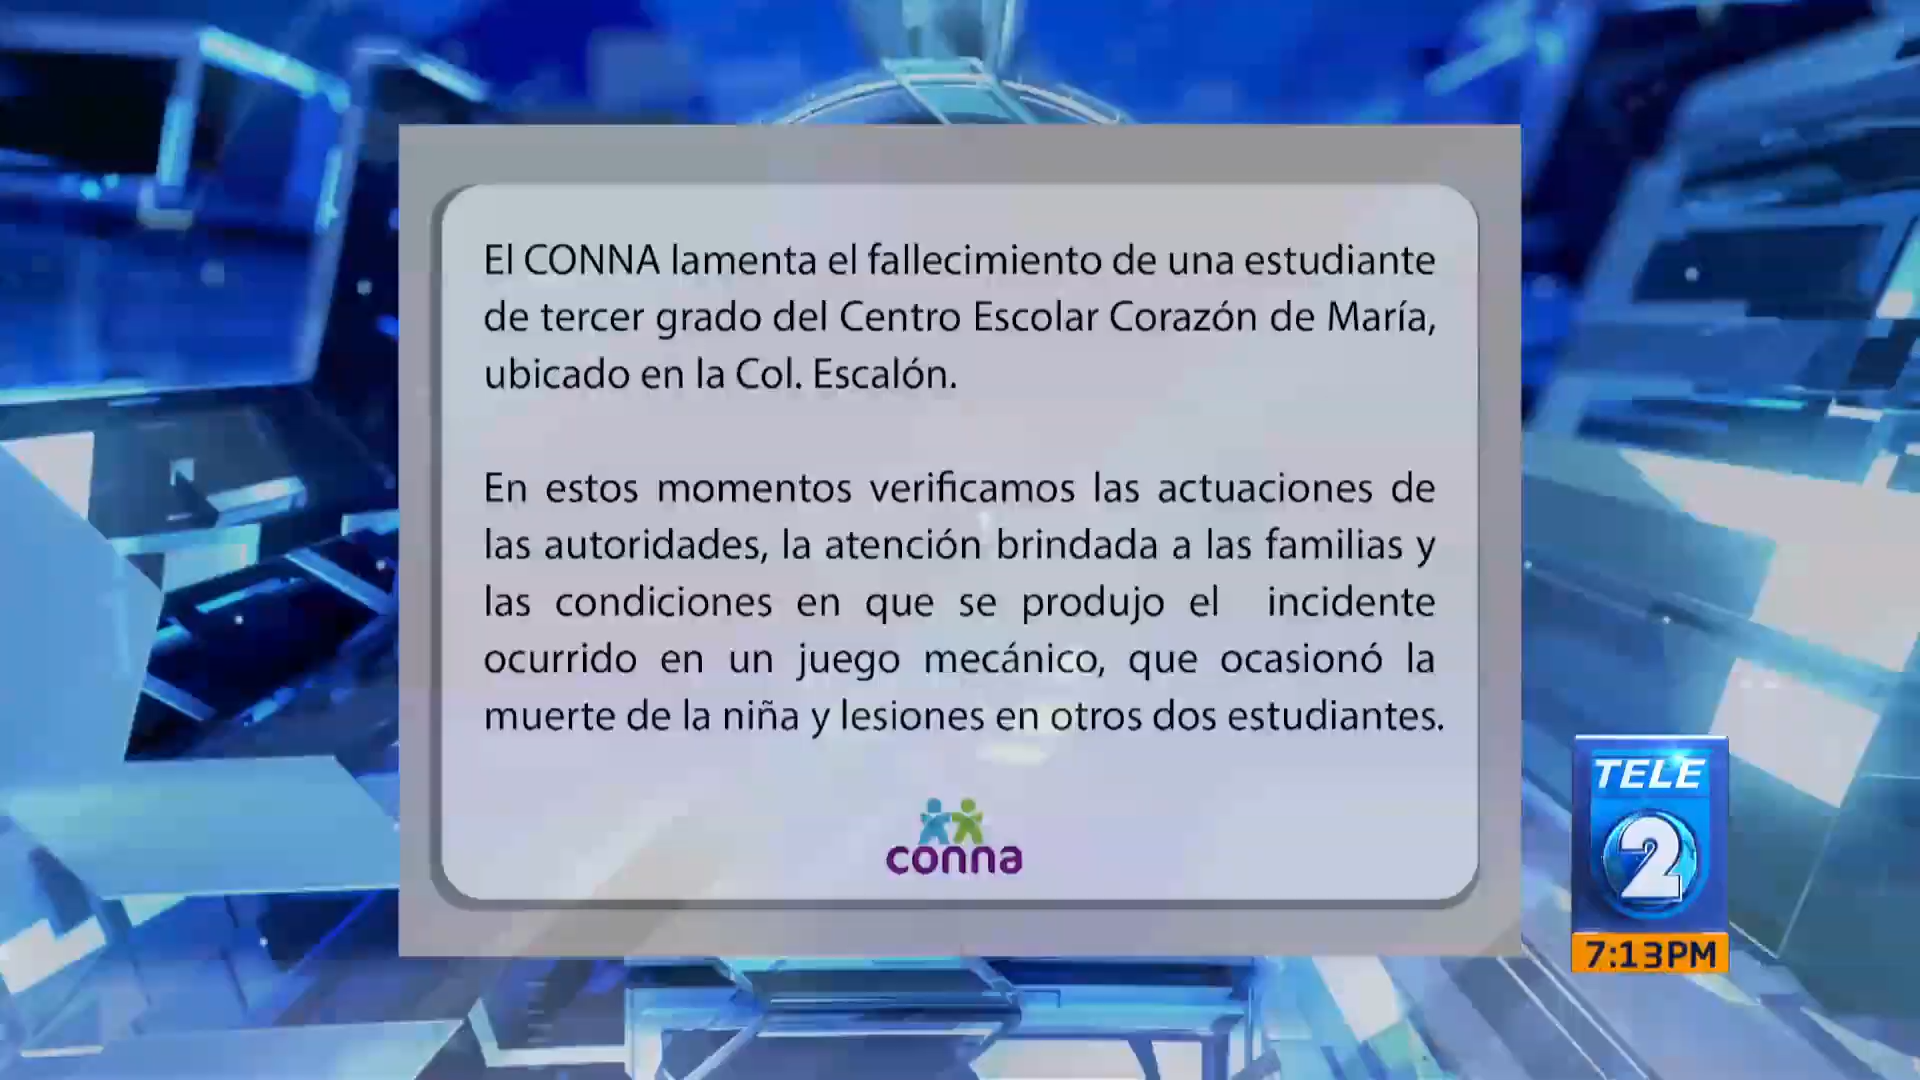 El CONNA lamenta el fallecimiento de una estudiante
de tercer grado del Centro Escolar Corazón de María,
ubicado en la Col. Escalón.
En estos momentos verificamos las actuaciones de
las autoridades, la atención brindada a las familias y
las condiciones en que se produjo el incidente
ocurrido en un juego mecánico, que ocasionó la
muerte de la niña y lesiones en otros dos estudiantes.
conna
TELE
2
7:13PM